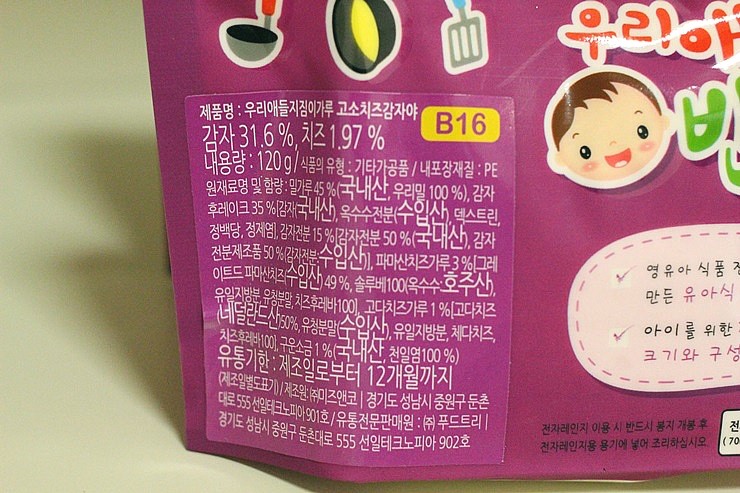 제품명 : 우리애들지짐이가루 고소치즈감자야
감자 31.6 %, 치즈 1.97 %
B16
내용량 : 120 g / 식품의 유형 : 기타가공품 / 내포장재질 : PE
원재료명 및 함량 : 밀가루 45 %(국내산, 우리밀 100 %), 감자
후레이크 35 %[감자(국내산), 옥수수전분(수입산), 덱스트린,
정백당, 정제염], 감자전분 15 %[감자전분 50 %(국내산), 감자
전분제조품 50 %(감자전분:수입산)], 파마산치즈가루 3 %[그레
이트드 파마산치즈(수입산) 49 %, 솔루베100(옥수수:호주산),
유일지방분, 유청분말, 치즈후레바100], 고다치즈가루 1 %[고다치즈
(네덜란드산)50%, 유청분말(수입산), 유일지방분, 체다치즈,
치즈후레바100], 구운소금 1 %(국내산, 천일염100 %)
유통기한 : 제조일로부터 12개월까지
(제조일별도표기) / 제조원 : ㈜미즈앤코 | 경기도 성남시 중원구 둔촌
대로 555 선일테크노피아 901호 / 유통전문판매원 : ㈜ 푸드트리 |
경기도 성남시 중원구 둔촌대로 555 선일테크노피아 902호
우리애
반
영유아 식품 전
만든 유아식
아이를 위한
크기와 구성
전자레인지 이용 시 반드시 봉지 개봉 후
전자레인지용 용기에 넣어 조리하십시오.
전
(70